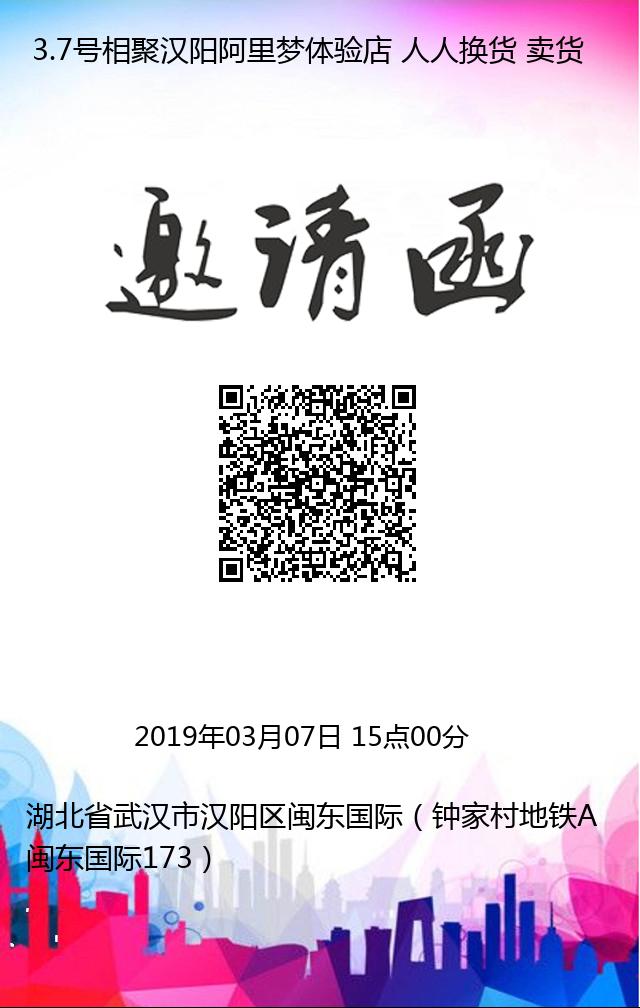 3.7号相聚汉阳阿里梦体验店 人人换货 卖货
邀请函
2019年03月07日 15点00分
湖北省武汉市汉阳区闽东国际（钟家村地铁A
闽东国际173）